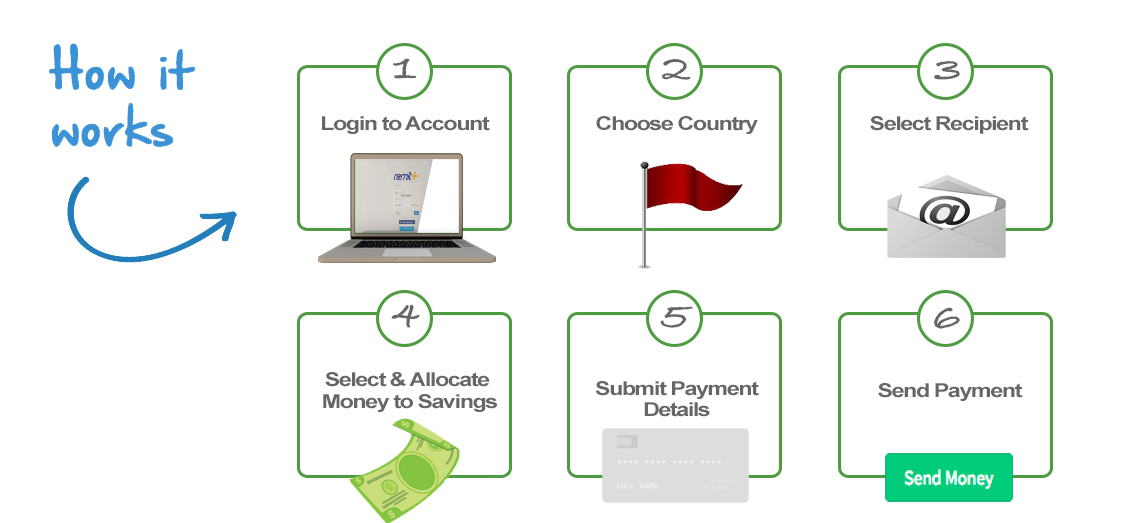 How it
works
1
Login to Account
remit+
2
Choose Country
3
Select Recipient
@
4
Select & Allocate
Money to Savings
$
$
$
5
Submit Payment
Details
FULL NAME
6
Send Payment
Send Money